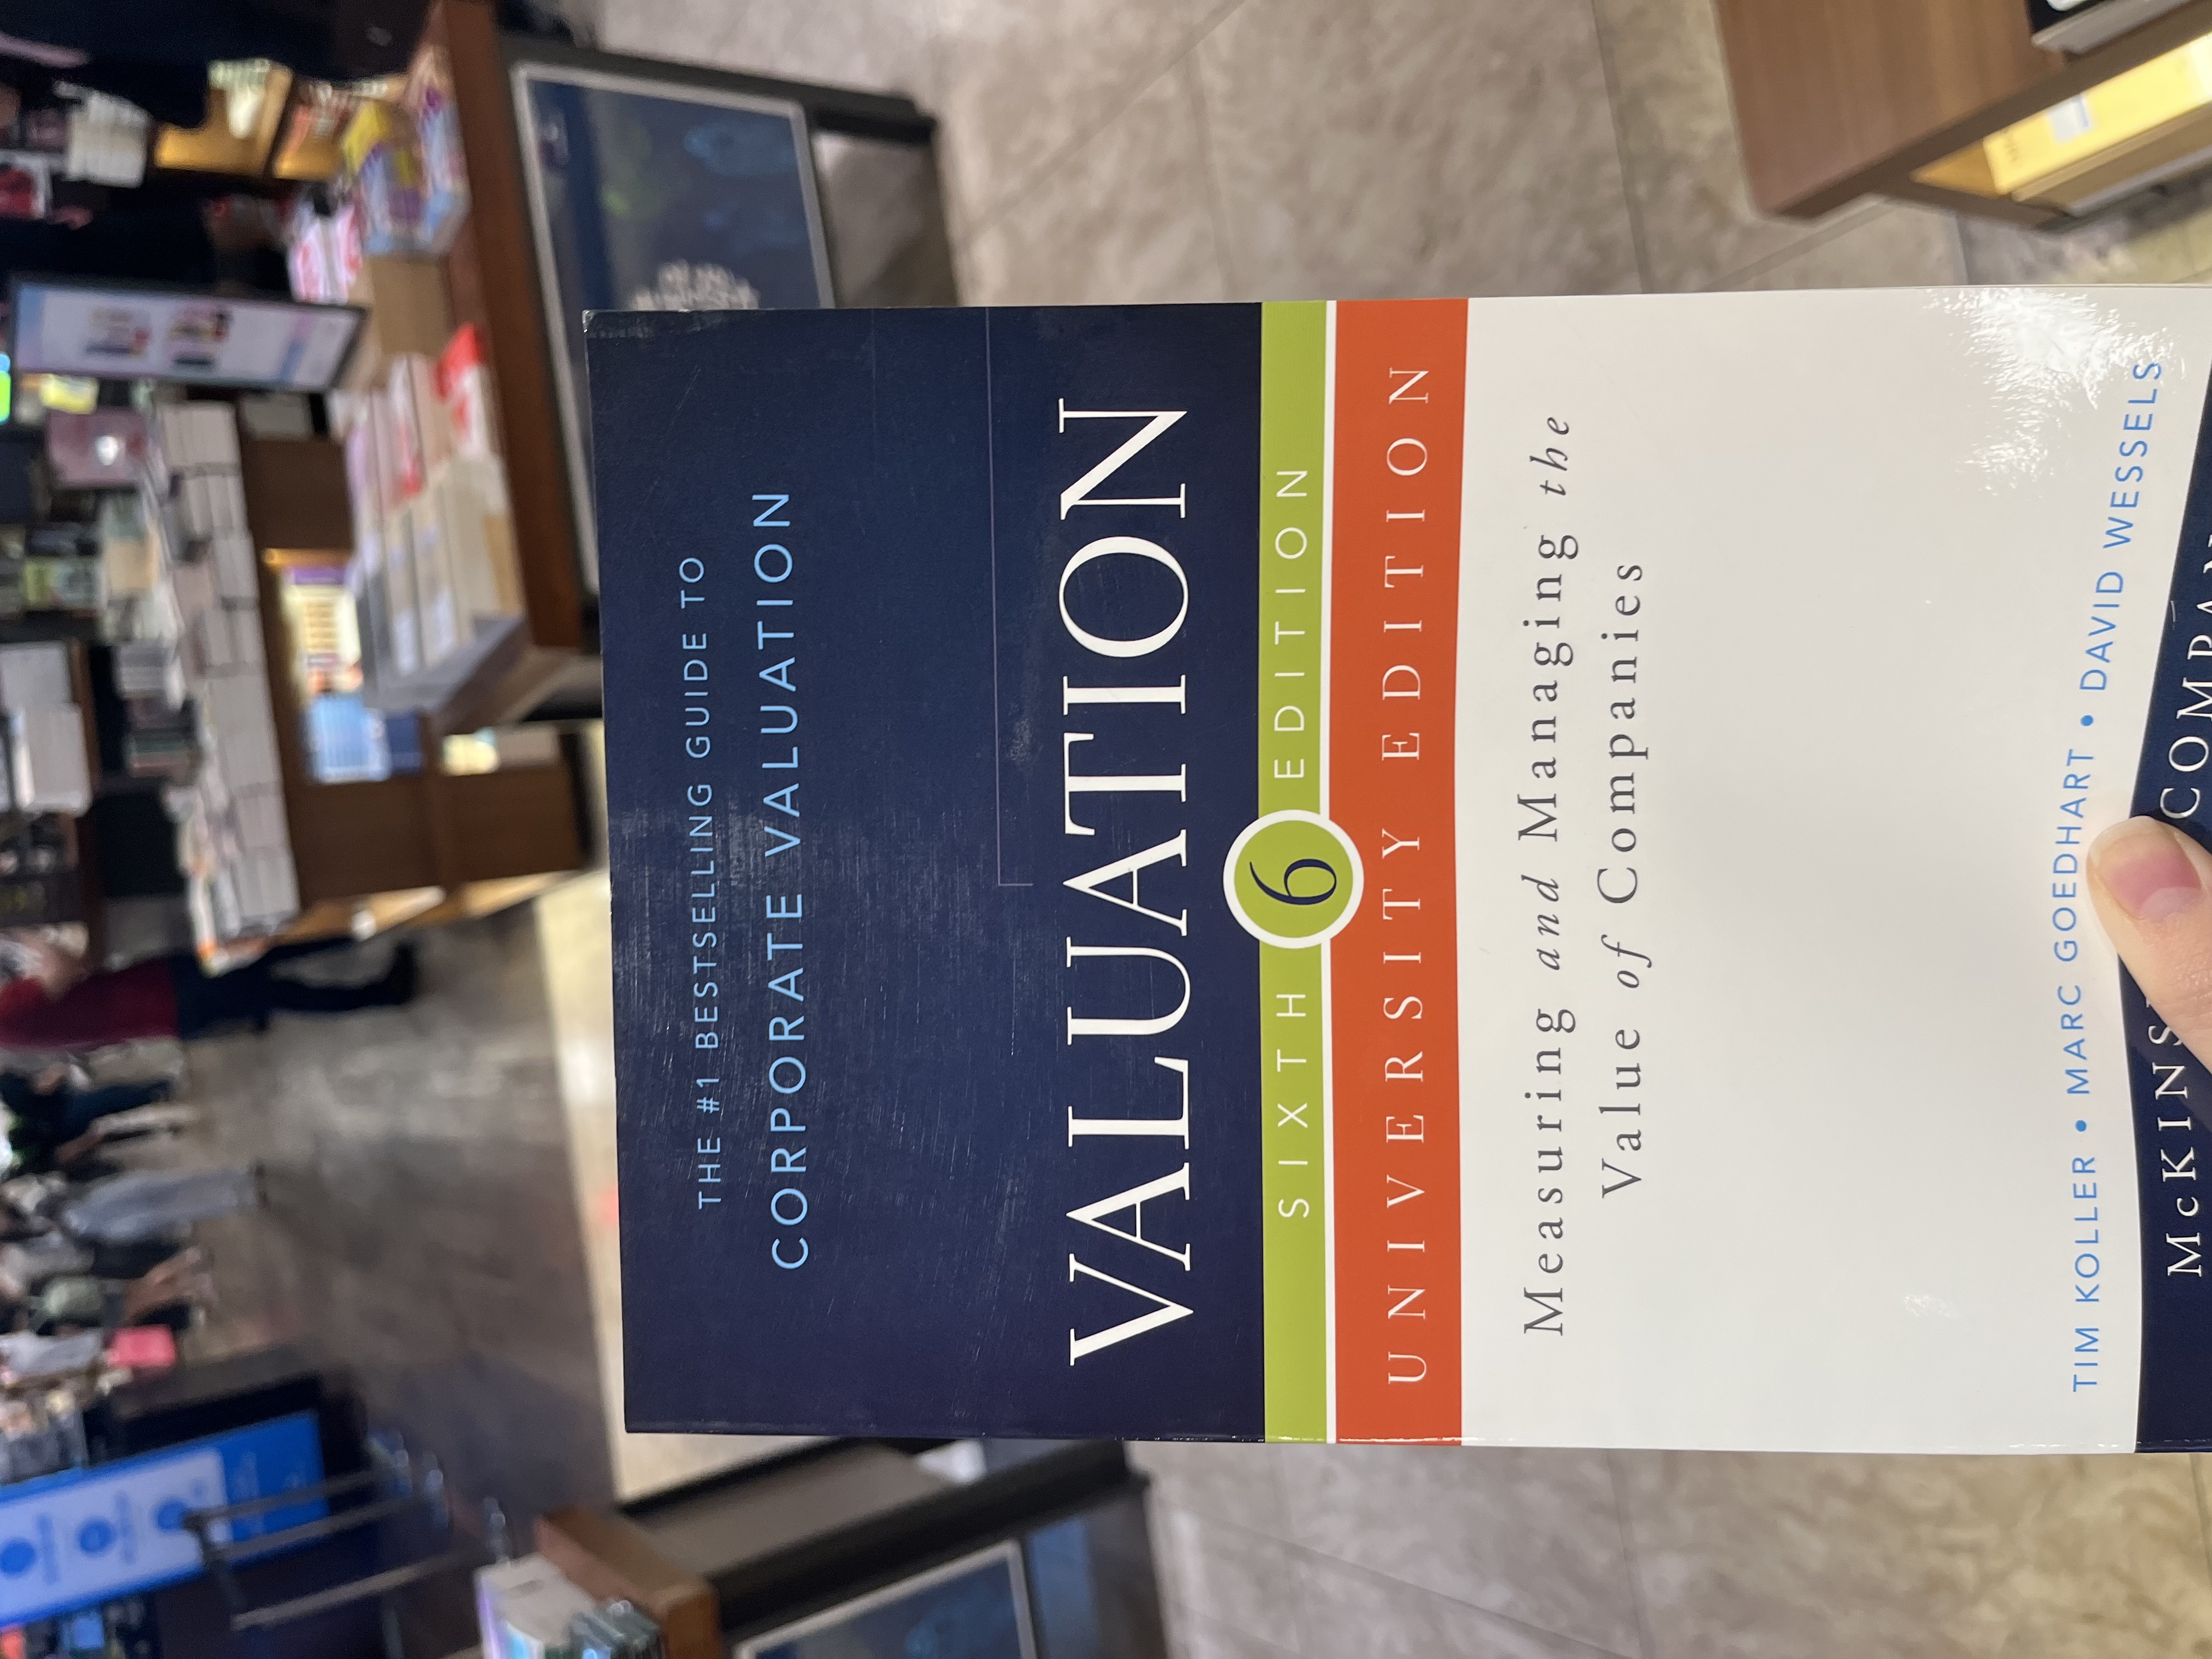 THE #1 BESTSELLING GUIDE TO
CORPORATE VALUATION
VALUATION
SIXTH 6 EDITION
UNIVERSITY EDITION
Measuring and Managing the
Value of Companies
TIM KOLLER • MARC GOEDHART • DAVID WESSELS